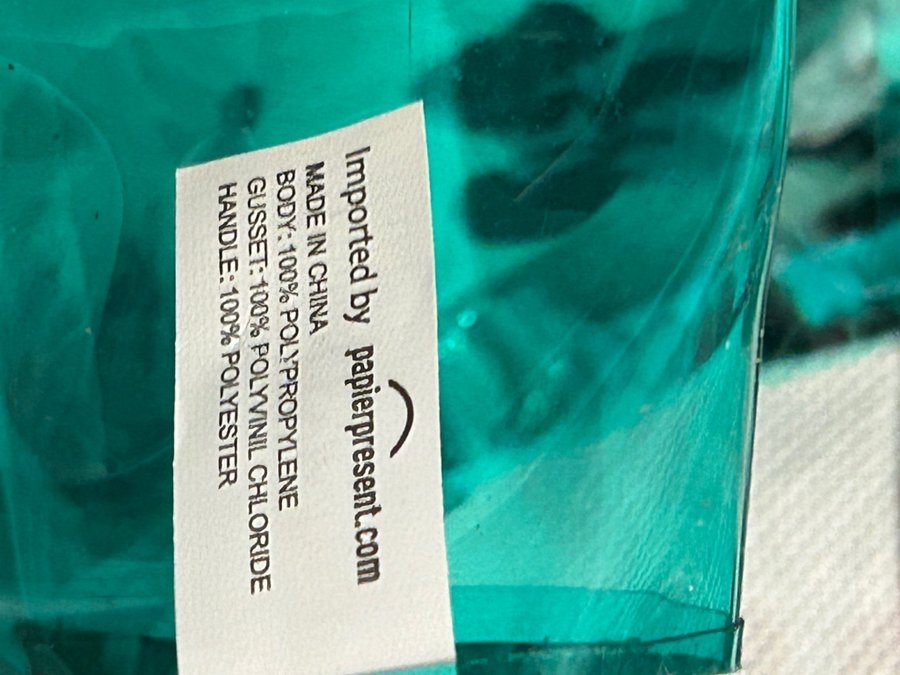 Imported by papierpresent.com
MADE IN CHINA
BODY: 100% POLYPROPYLENE
GUSSET: 100% POLYVINIL CHLORIDE
HANDLE: 100% POLYESTER